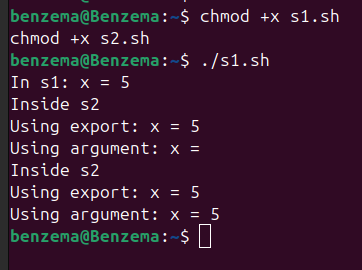 benzema@Benzema:~$ chmod +x s1.sh
chmod +x s2.sh
benzema@Benzema:~$ ./s1.sh
In s1: x = 5
Inside s2
Using export: x = 5
Using argument: x =
Inside s2
Using export: x = 5
Using argument: x = 5
benzema@Benzema:~$